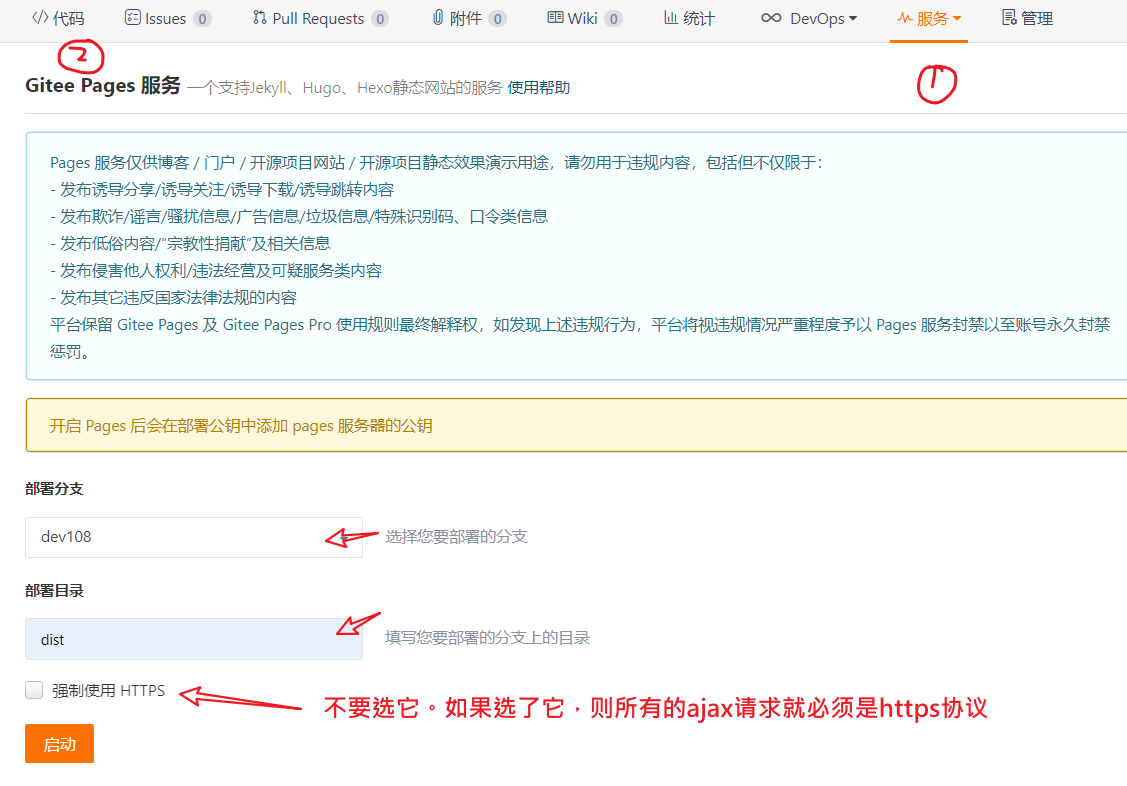 代码 Issues 0 Pull Requests 0 附件 0 Wiki 0 统计 DevOps 服务 管理
2 1
Gitee Pages 服务 一个支持Jekyll、Hugo、Hexo静态网站的服务 使用帮助
Pages 服务仅供博客 / 门户 / 开源项目网站 / 开源项目静态效果演示用途，请勿用于违规内容，包括但不仅限于：
- 发布诱导分享/诱导关注/诱导下载/诱导跳转内容
- 发布欺诈/谣言/骚扰信息/广告信息/垃圾信息/特殊识别码、口令类信息
- 发布低俗内容/“宗教性捐献”及相关信息
- 发布侵害他人权利/违法经营及可疑服务类内容
- 发布其它违反国家法律法规的内容
平台保留 Gitee Pages 及 Gitee Pages Pro 使用规则最终解释权，如发现上述违规行为，平台将视违规情况严重程度予以 Pages 服务封禁以至账号永久封禁
惩罚。
开启 Pages 后会在部署公钥中添加 pages 服务器的公钥
部署分支
dev108 选择您要部署的分支
部署目录
dist 填写您要部署的分支上的目录
强制使用 HTTPS 不要选它。如果选了它，则所有的ajax请求就必须是https协议
启动